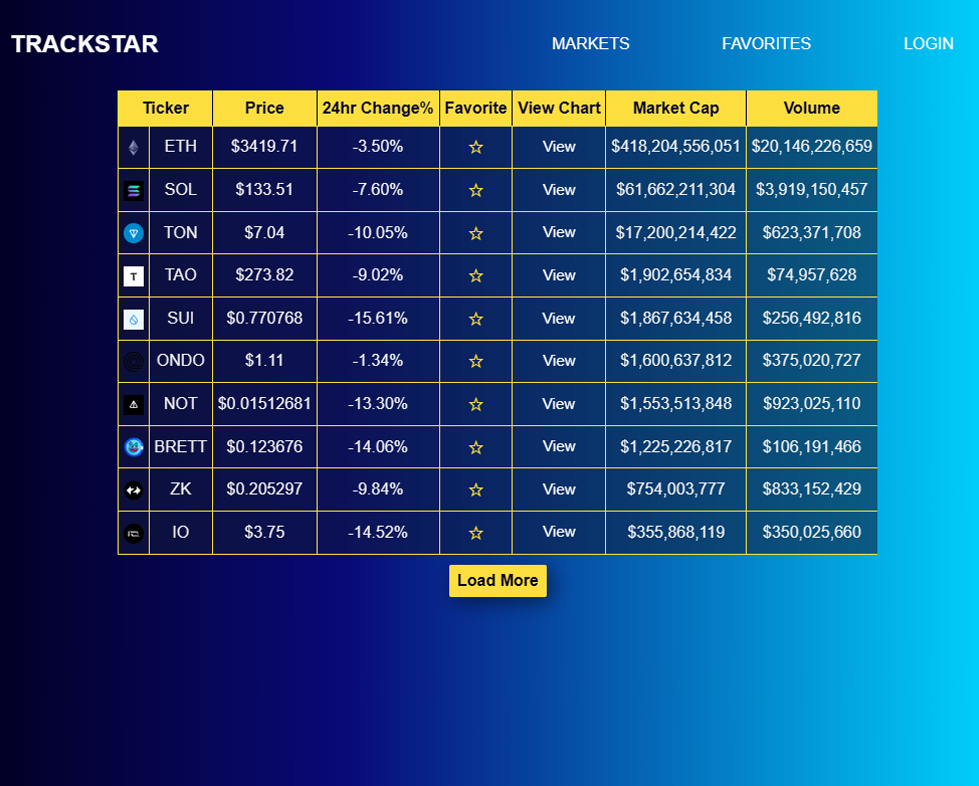 TRACKSTAR MARKETS FAVORITES LOGIN
Ticker Price 24hr Change% Favorite View Chart Market Cap Volume
ETH $3419.71 -3.50% ☆ View $418,204,556,051 $20,146,226,659
SOL $133.51 -7.60% ☆ View $61,662,211,304 $3,919,150,457
TON $7.04 -10.05% ☆ View $17,200,214,422 $623,371,708
T TAO $273.82 -9.02% ☆ View $1,902,654,834 $74,957,628
SUI $0.770768 -15.61% ☆ View $1,867,634,458 $256,492,816
ONDO $1.11 -1.34% ☆ View $1,600,637,812 $375,020,727
NOT $0.01512681 -13.30% ☆ View $1,553,513,848 $923,025,110
BRETT $0.123676 -14.06% ☆ View $1,225,226,817 $106,191,466
ZK $0.205297 -9.84% ☆ View $754,003,777 $833,152,429
IO $3.75 -14.52% ☆ View $355,868,119 $350,025,660
Load More